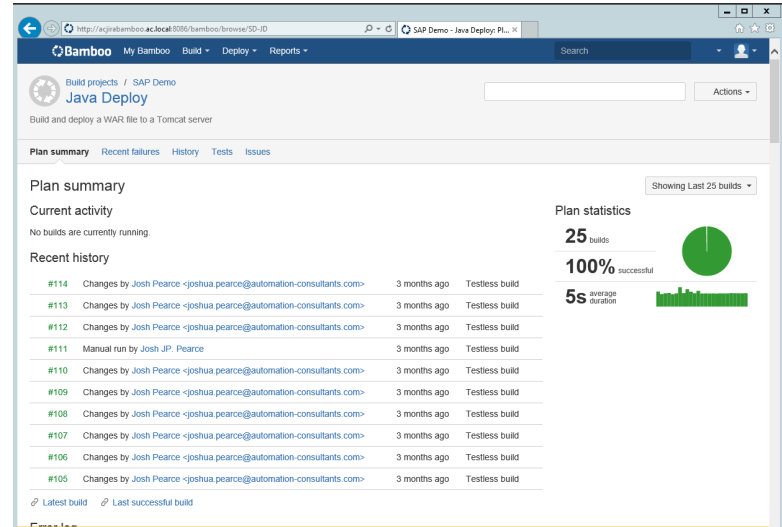 http://acjirabamboo.ac.local:8086/bamboo/browse/SD-JD
SAP Demo - Java Deploy: Pl...
Bamboo My Bamboo Build Deploy Reports Search
Build projects / SAP Demo
Java Deploy
Actions
Build and deploy a WAR file to a Tomcat server
Plan summary Recent failures History Tests Issues
Plan summary
Showing Last 25 builds
Current activity
No builds are currently running.
Recent history
#114 Changes by Josh Pearce <joshua.pearce@automation-consultants.com> 3 months ago Testless build
#113 Changes by Josh Pearce <joshua.pearce@automation-consultants.com> 3 months ago Testless build
#112 Changes by Josh Pearce <joshua.pearce@automation-consultants.com> 3 months ago Testless build
#111 Manual run by Josh JP. Pearce 3 months ago Testless build
#110 Changes by Josh Pearce <joshua.pearce@automation-consultants.com> 3 months ago Testless build
#109 Changes by Josh Pearce <joshua.pearce@automation-consultants.com> 3 months ago Testless build
#108 Changes by Josh Pearce <joshua.pearce@automation-consultants.com> 3 months ago Testless build
#107 Changes by Josh Pearce <joshua.pearce@automation-consultants.com> 3 months ago Testless build
#106 Changes by Josh Pearce <joshua.pearce@automation-consultants.com> 3 months ago Testless build
#105 Changes by Josh Pearce <joshua.pearce@automation-consultants.com> 3 months ago Testless build
Latest build Last successful build
Error log
Plan statistics
25 builds
100% successful
5s average duration